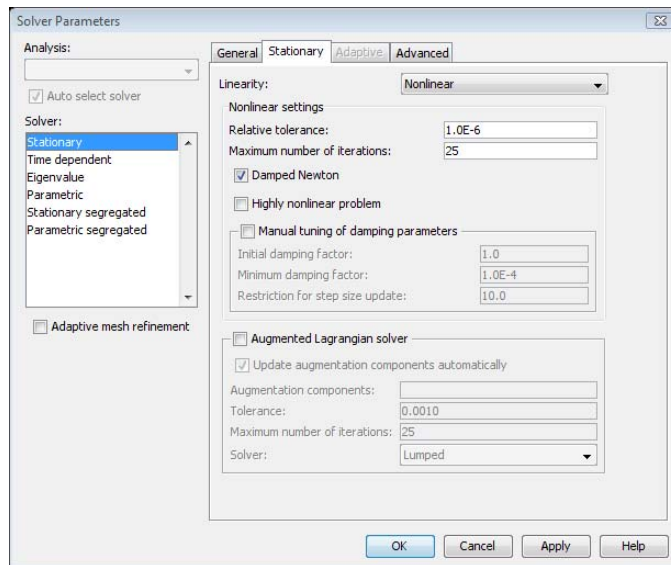 Solver Parameters
Analysis:
Auto select solver
Solver:
Stationary
Time dependent
Eigenvalue
Parametric
Stationary segregated
Parametric segregated
Adaptive mesh refinement
General Stationary Adaptive Advanced
Linearity: Nonlinear
Nonlinear settings
Relative tolerance: 1.0E-6
Maximum number of iterations: 25
Damped Newton
Highly nonlinear problem
Manual tuning of damping parameters
Initial damping factor: 1.0
Minimum damping factor: 1.0E-4
Restriction for step size update: 10.0
Augmented Lagrangian solver
Update augmentation components automatically
Augmentation components:
Tolerance: 0.0010
Maximum number of iterations: 25
Solver: Lumped
OK Cancel Apply Help